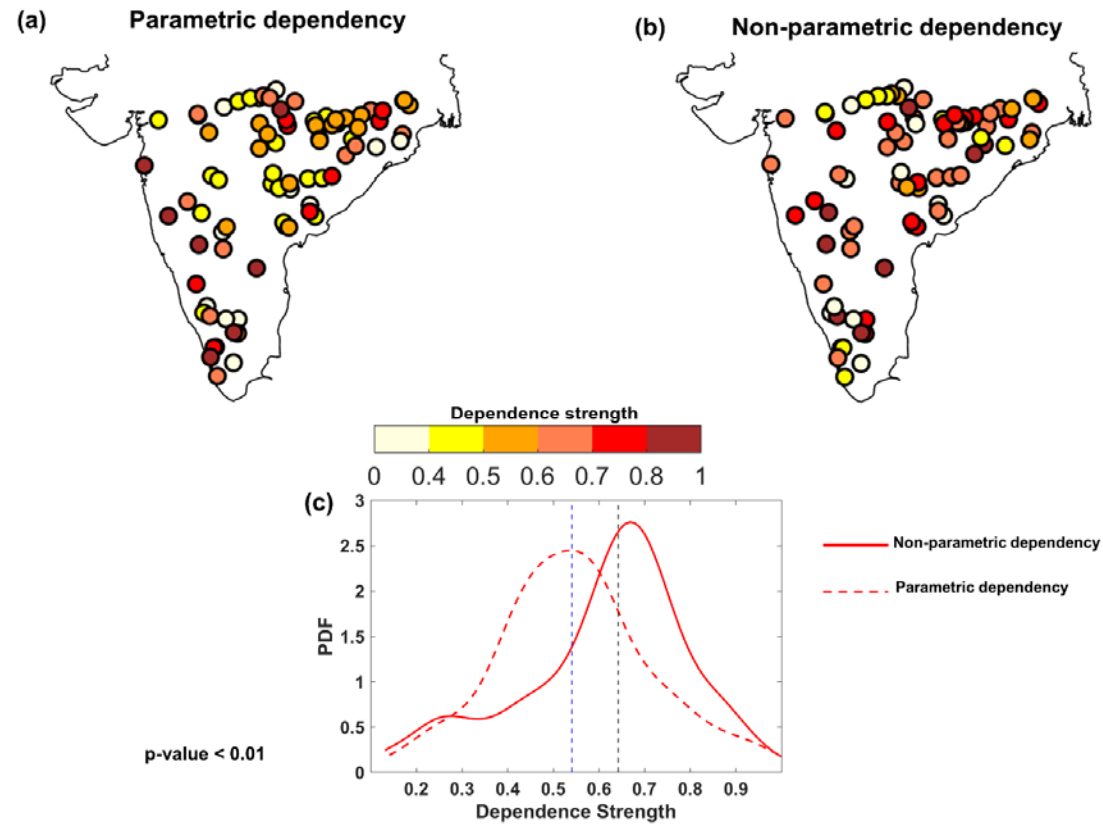 (a) Parametric dependency
(b) Non-parametric dependency
Dependence strength
0 0.4 0.5 0.6 0.7 0.8 1
(c)
3
2.5
2
1.5
1
0.5
0
PDF
0.2 0.3 0.4 0.5 0.6 0.7 0.8 0.9
Dependence Strength
Non-parametric dependency
Parametric dependency
p-value < 0.01